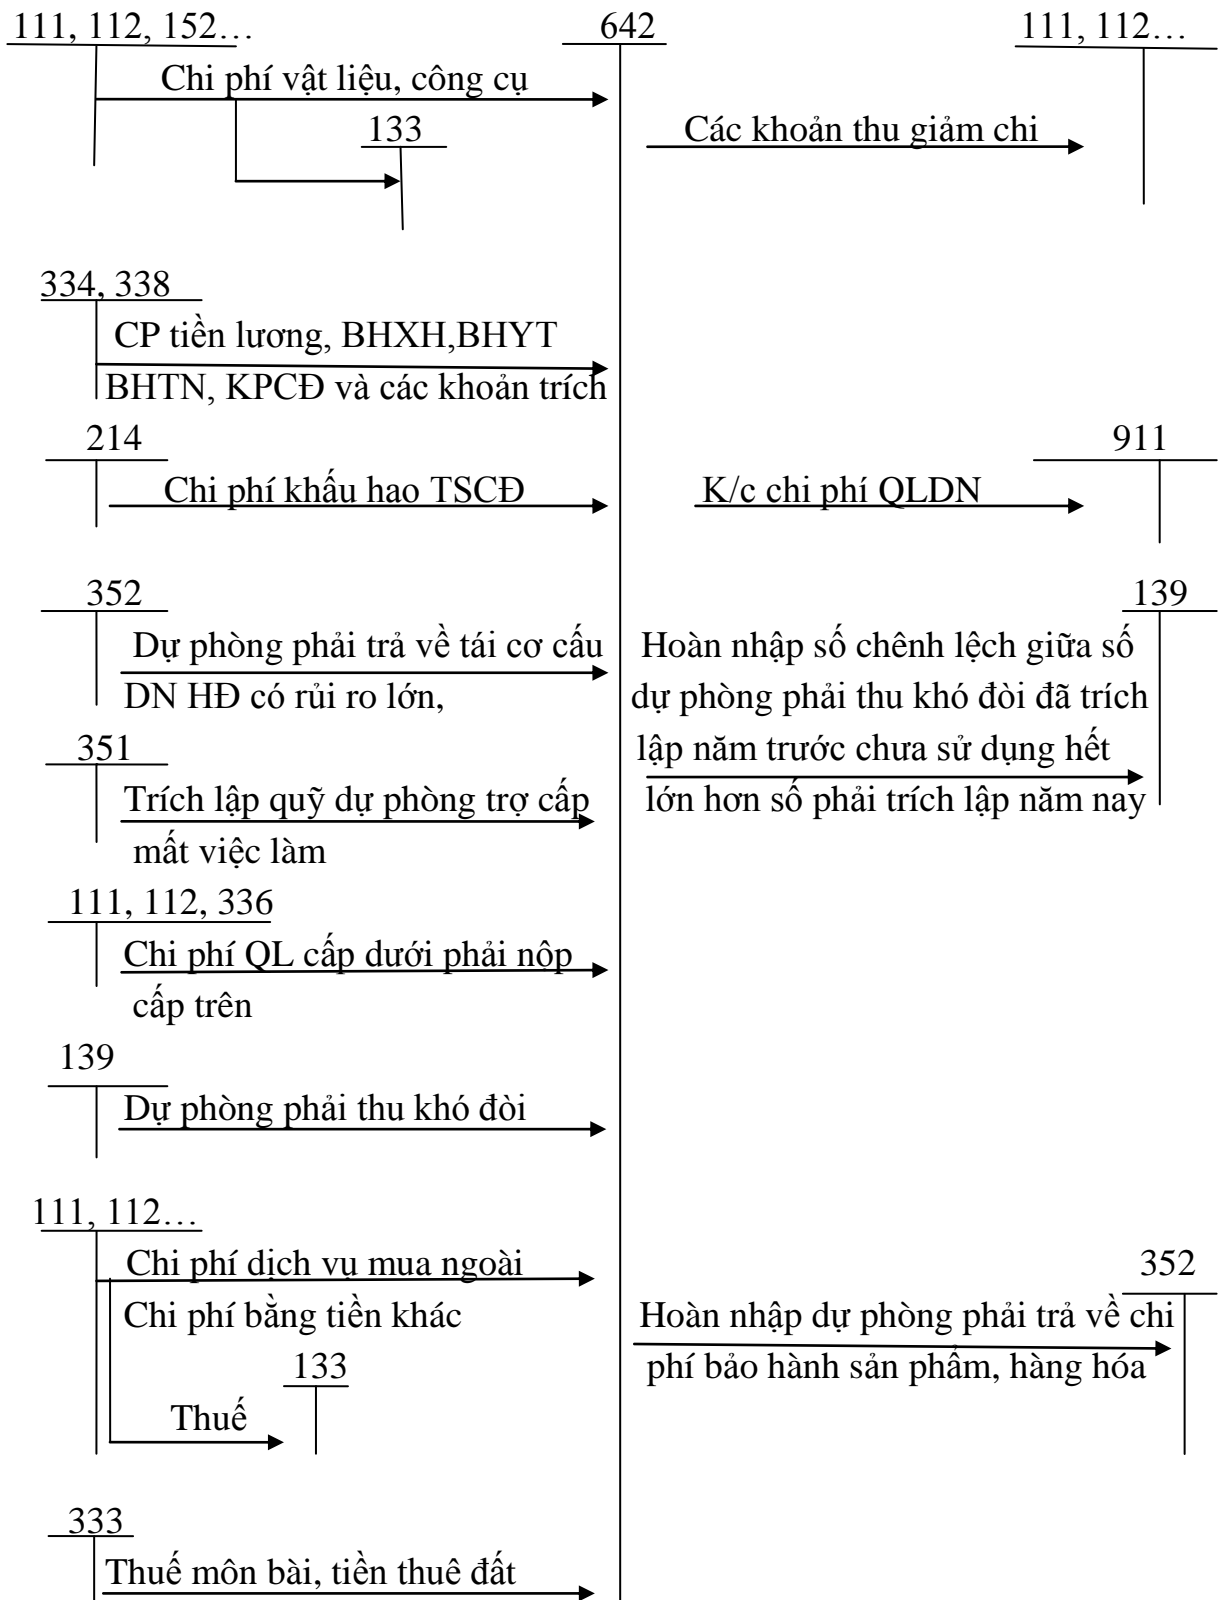 111, 112, 152…
642
111, 112…
Chi phí vật liệu, công cụ
133
Các khoản thu giảm chi
334, 338
CP tiền lương, BHXH,BHYT
BHTN, KPCĐ và các khoản trích
214
911
Chi phí khấu hao TSCĐ
K/c chi phí QLDN
352
139
Dự phòng phải trả về tái cơ cấu
DN HĐ có rủi ro lớn,
Hoàn nhập số chênh lệch giữa số
dự phòng phải thu khó đòi đã trích
lập năm trước chưa sử dụng hết
lớn hơn số phải trích lập năm nay
351
Trích lập quỹ dự phòng trợ cấp
mất việc làm
111, 112, 336
Chi phí QL cấp dưới phải nộp
cấp trên
139
Dự phòng phải thu khó đòi
111, 112…
Chi phí dịch vụ mua ngoài
Chi phí bằng tiền khác
352
Hoàn nhập dự phòng phải trả về chi
phí bảo hành sản phẩm, hàng hóa
133
Thuế
333
Thuế môn bài, tiền thuê đất